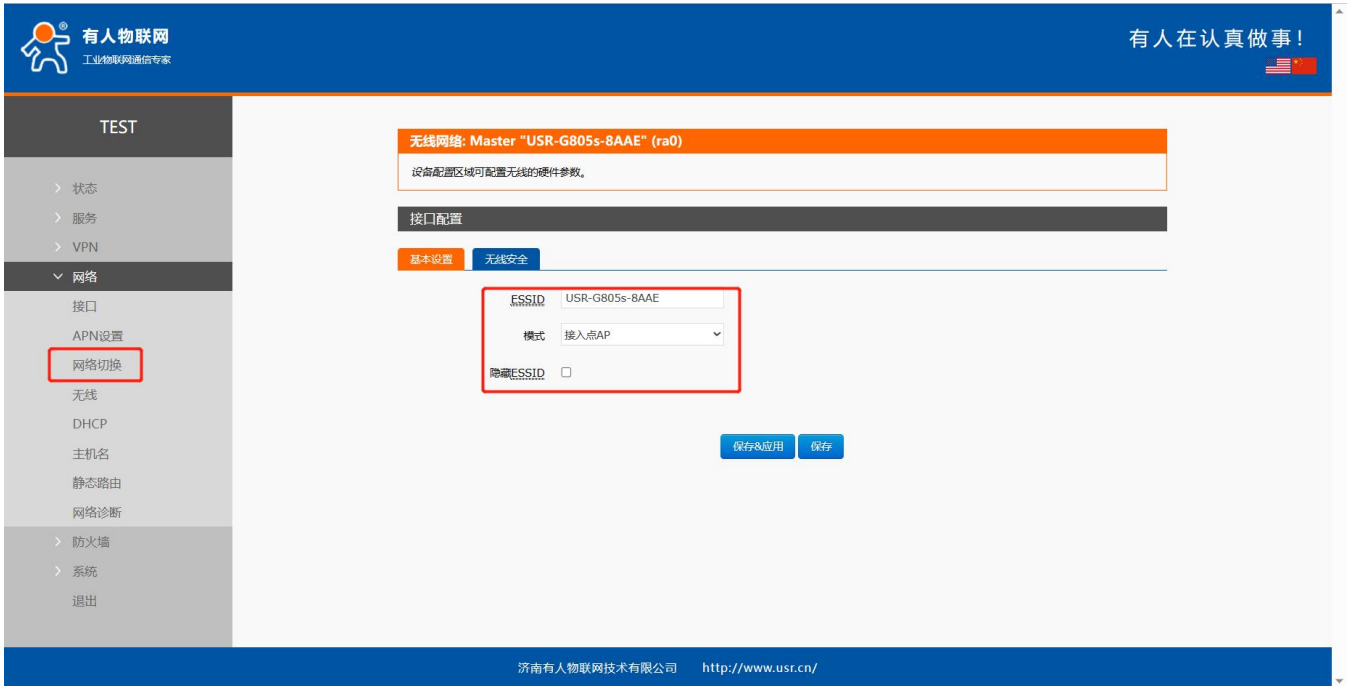 有人物联网
工业物联网通信专家
有人在认真做事！
TEST
状态
服务
VPN
网络
接口
APN设置
网络切换
无线
DHCP
主机名
静态路由
网络诊断
防火墙
系统
退出
无线网络: Master "USR-G805s-8AAE" (ra0)
设备配置区域可配置无线的硬件参数。
接口配置
基本设置 无线安全
ESSID USR-G805s-8AAE
模式 接入点AP
隐藏ESSID
保存&应用 保存
济南有人物联网技术有限公司 http://www.usr.cn/